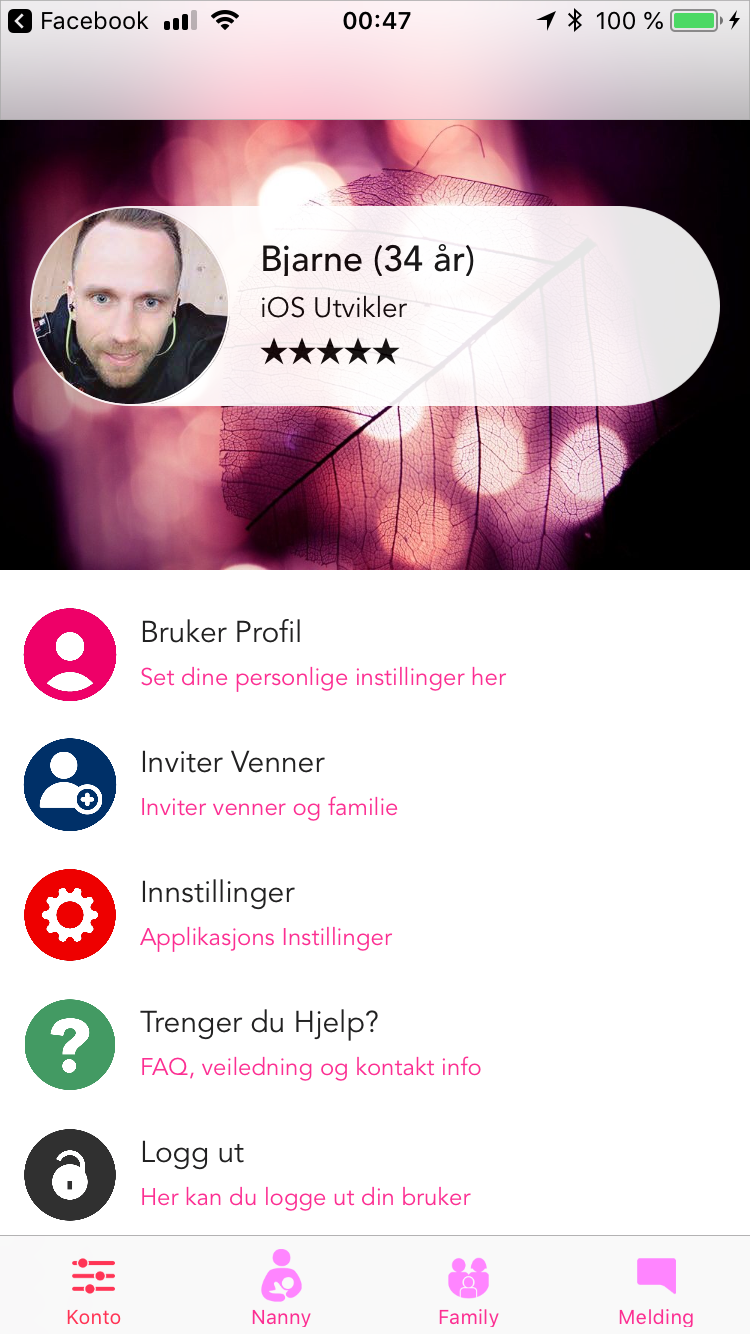 Facebook 00:47 100 %
Bjarne (34 år)
iOS Utvikler
★★★★★
Bruker Profil
Set dine personlige instillinger her
Inviter Venner
Inviter venner og familie
Innstillinger
Applikasjons Instillinger
Trenger du Hjelp?
FAQ, veiledning og kontakt info
Logg ut
Her kan du logge ut din bruker
Konto Nanny Family Melding